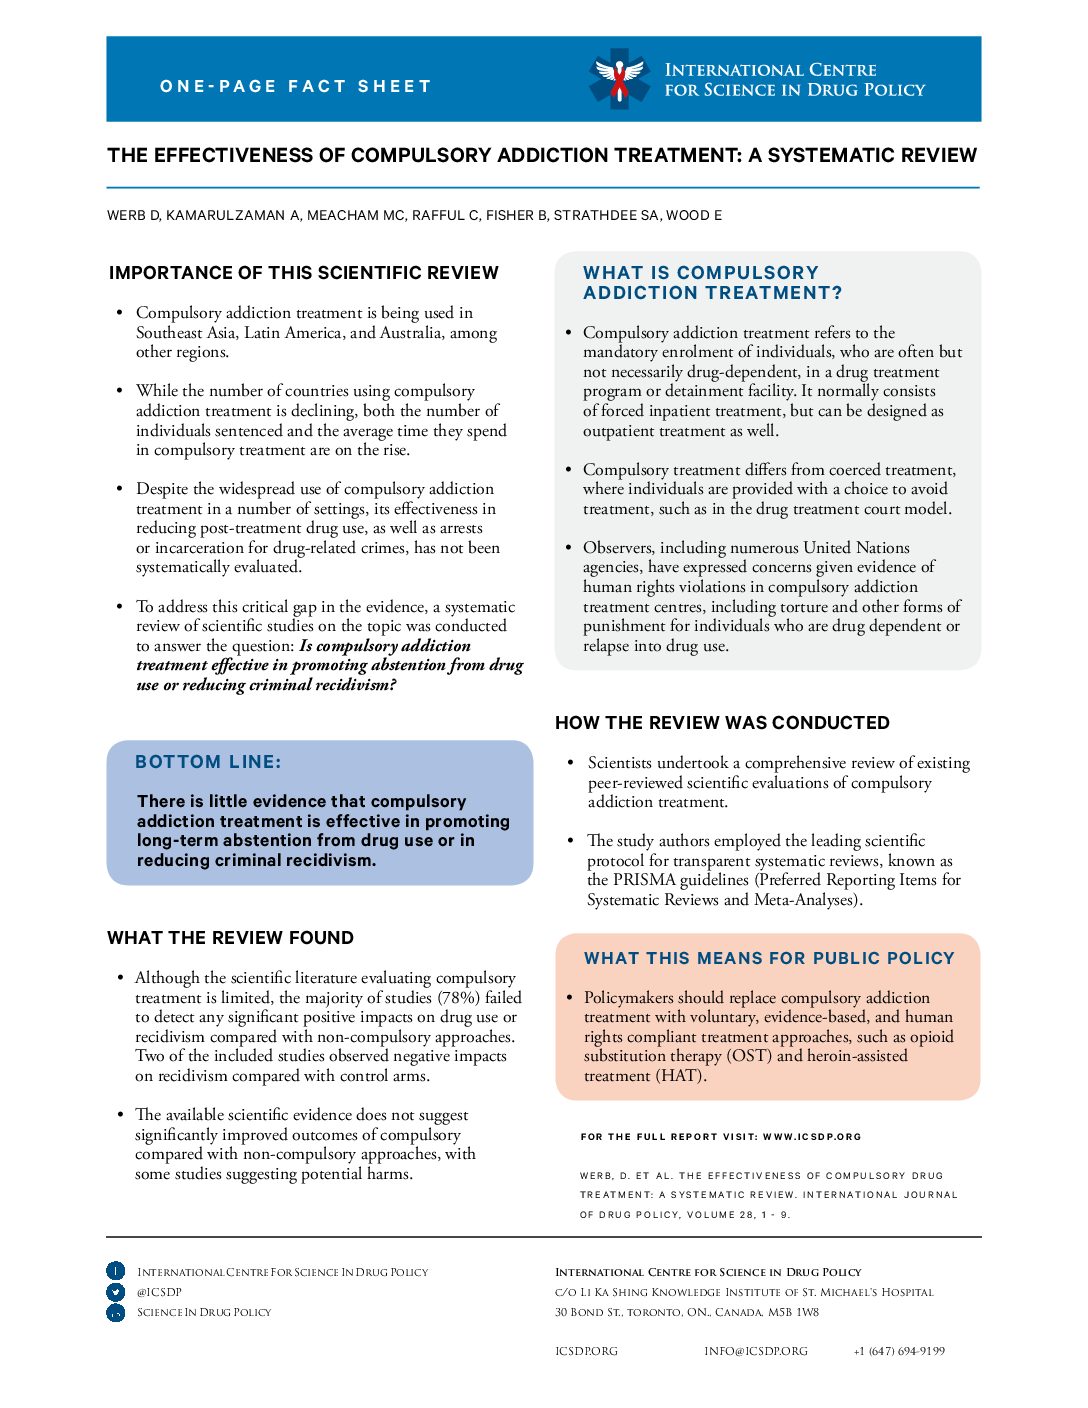 ONE-PAGE FACT SHEET
INTERNATIONAL CENTRE
FOR SCIENCE IN DRUG POLICY
THE EFFECTIVENESS OF COMPULSORY ADDICTION TREATMENT: A SYSTEMATIC REVIEW
WERB D, KAMARULZAMAN A, MEACHAM MC, RAFFUL C, FISHER B, STRATHDEE SA, WOOD E
IMPORTANCE OF THIS SCIENTIFIC REVIEW
• Compulsory addiction treatment is being used in
Southeast Asia, Latin America, and Australia, among
other regions.
• While the number of countries using compulsory
addiction treatment is declining, both the number of
individuals sentenced and the average time they spend
in compulsory treatment are on the rise.
• Despite the widespread use of compulsory addiction
treatment in a number of settings, its effectiveness in
reducing post-treatment drug use, as well as arrests
or incarceration for drug-related crimes, has not been
systematically evaluated.
• To address this critical gap in the evidence, a systematic
review of scientific studies on the topic was conducted
to answer the question: Is compulsory addiction
treatment effective in promoting abstention from drug
use or reducing criminal recidivism?
BOTTOM LINE:
There is little evidence that compulsory
addiction treatment is effective in promoting
long-term abstention from drug use or in
reducing criminal recidivism.
WHAT THE REVIEW FOUND
• Although the scientific literature evaluating compulsory
treatment is limited, the majority of studies (78%) failed
to detect any significant positive impacts on drug use or
recidivism compared with non-compulsory approaches.
Two of the included studies observed negative impacts
on recidivism compared with control arms.
• The available scientific evidence does not suggest
significantly improved outcomes of compulsory
compared with non-compulsory approaches, with
some studies suggesting potential harms.
WHAT IS COMPULSORY
ADDICTION TREATMENT?
• Compulsory addiction treatment refers to the
mandatory enrolment of individuals, who are often but
not necessarily drug-dependent, in a drug treatment
program or detainment facility. It normally consists
of forced inpatient treatment, but can be designed as
outpatient treatment as well.
• Compulsory treatment differs from coerced treatment,
where individuals are provided with a choice to avoid
treatment, such as in the drug treatment court model.
• Observers, including numerous United Nations
agencies, have expressed concerns given evidence of
human rights violations in compulsory addiction
treatment centres, including torture and other forms of
punishment for individuals who are drug dependent or
relapse into drug use.
HOW THE REVIEW WAS CONDUCTED
• Scientists undertook a comprehensive review of existing
peer-reviewed scientific evaluations of compulsory
addiction treatment.
• The study authors employed the leading scientific
protocol for transparent systematic reviews, known as
the PRISMA guidelines (Preferred Reporting Items for
Systematic Reviews and Meta-Analyses).
WHAT THIS MEANS FOR PUBLIC POLICY
• Policymakers should replace compulsory addiction
treatment with voluntary, evidence-based, and human
rights compliant treatment approaches, such as opioid
substitution therapy (OST) and heroin-assisted
treatment (HAT).
FOR THE FULL REPORT VISIT: WWW.ICSDP.ORG
WERB, D. ET AL. THE EFFECTIVENESS OF COMPULSORY DRUG
TREATMENT: A SYSTEMATIC REVIEW. INTERNATIONAL JOURNAL
OF DRUG POLICY, VOLUME 28, 1 - 9.
INTERNATIONAL CENTRE FOR SCIENCE IN DRUG POLICY
@ICSDP
SCIENCE IN DRUG POLICY
INTERNATIONAL CENTRE FOR SCIENCE IN DRUG POLICY
C/O LI KA SHING KNOWLEDGE INSTITUTE OF ST. MICHAEL'S HOSPITAL
30 BOND ST., TORONTO, ON., CANADA, M5B 1W8
ICSDP.ORG INFO@ICSDP.ORG +1 (647) 694-9199